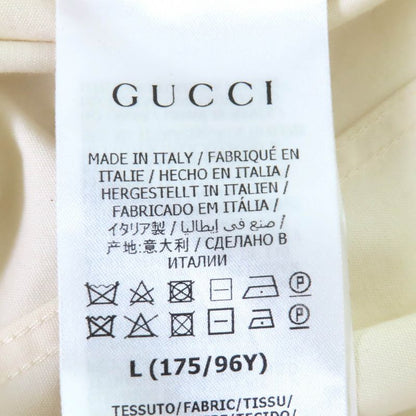 GUCCI
MADE IN ITALY / FABRIQUÉ EN
ITALIE / HECHO EN ITALIA /
HERGESTELLT IN ITALIEN /
FABRICADO EM ITÁLIA /
イタリア製 / صنع في إيطاليا /
产地:意大利 / СДЕЛАНО В
ИТАЛИИ
P
P
L (175/96Y)
TESSUTO/FABRIC/TISSU/